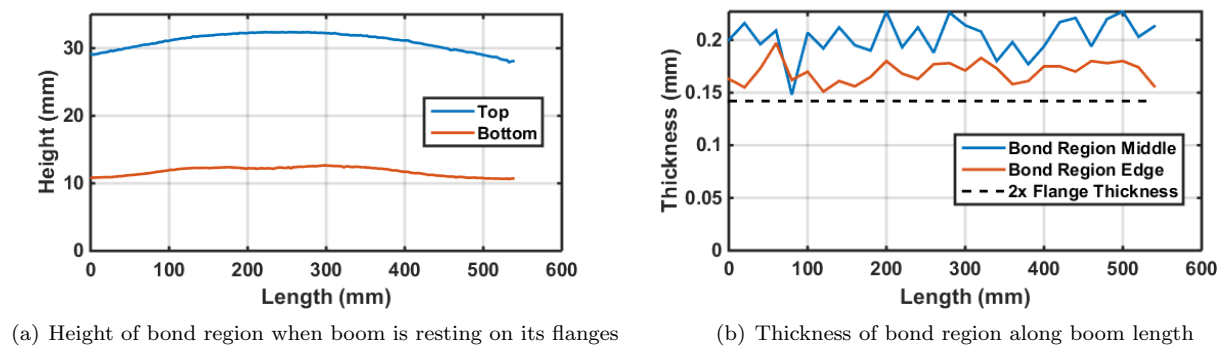 30
20
10
0
0
100
200
300
400
500
600
Height (mm)
Length (mm)
Top
Bottom
(a) Height of bond region when boom is resting on its flanges
0.2
0.15
0.1
0.05
0
0
100
200
300
400
500
600
Thickness (mm)
Length (mm)
Bond Region Middle
Bond Region Edge
2x Flange Thickness
(b) Thickness of bond region along boom length